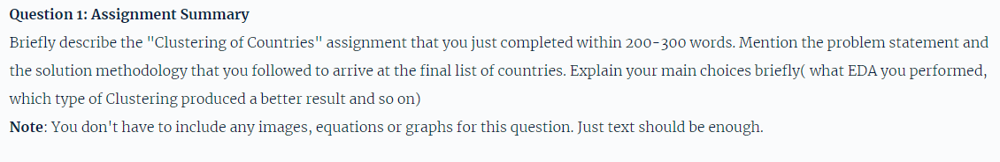 Question 1: Assignment Summary
Briefly describe the "Clustering of Countries" assignment that you just completed within 200-300 words. Mention the problem statement and
the solution methodology that you followed to arrive at the final list of countries. Explain your main choices briefly( what EDA you performed,
which type of Clustering produced a better result and so on)
Note: You don't have to include any images, equations or graphs for this question. Just text should be enough.